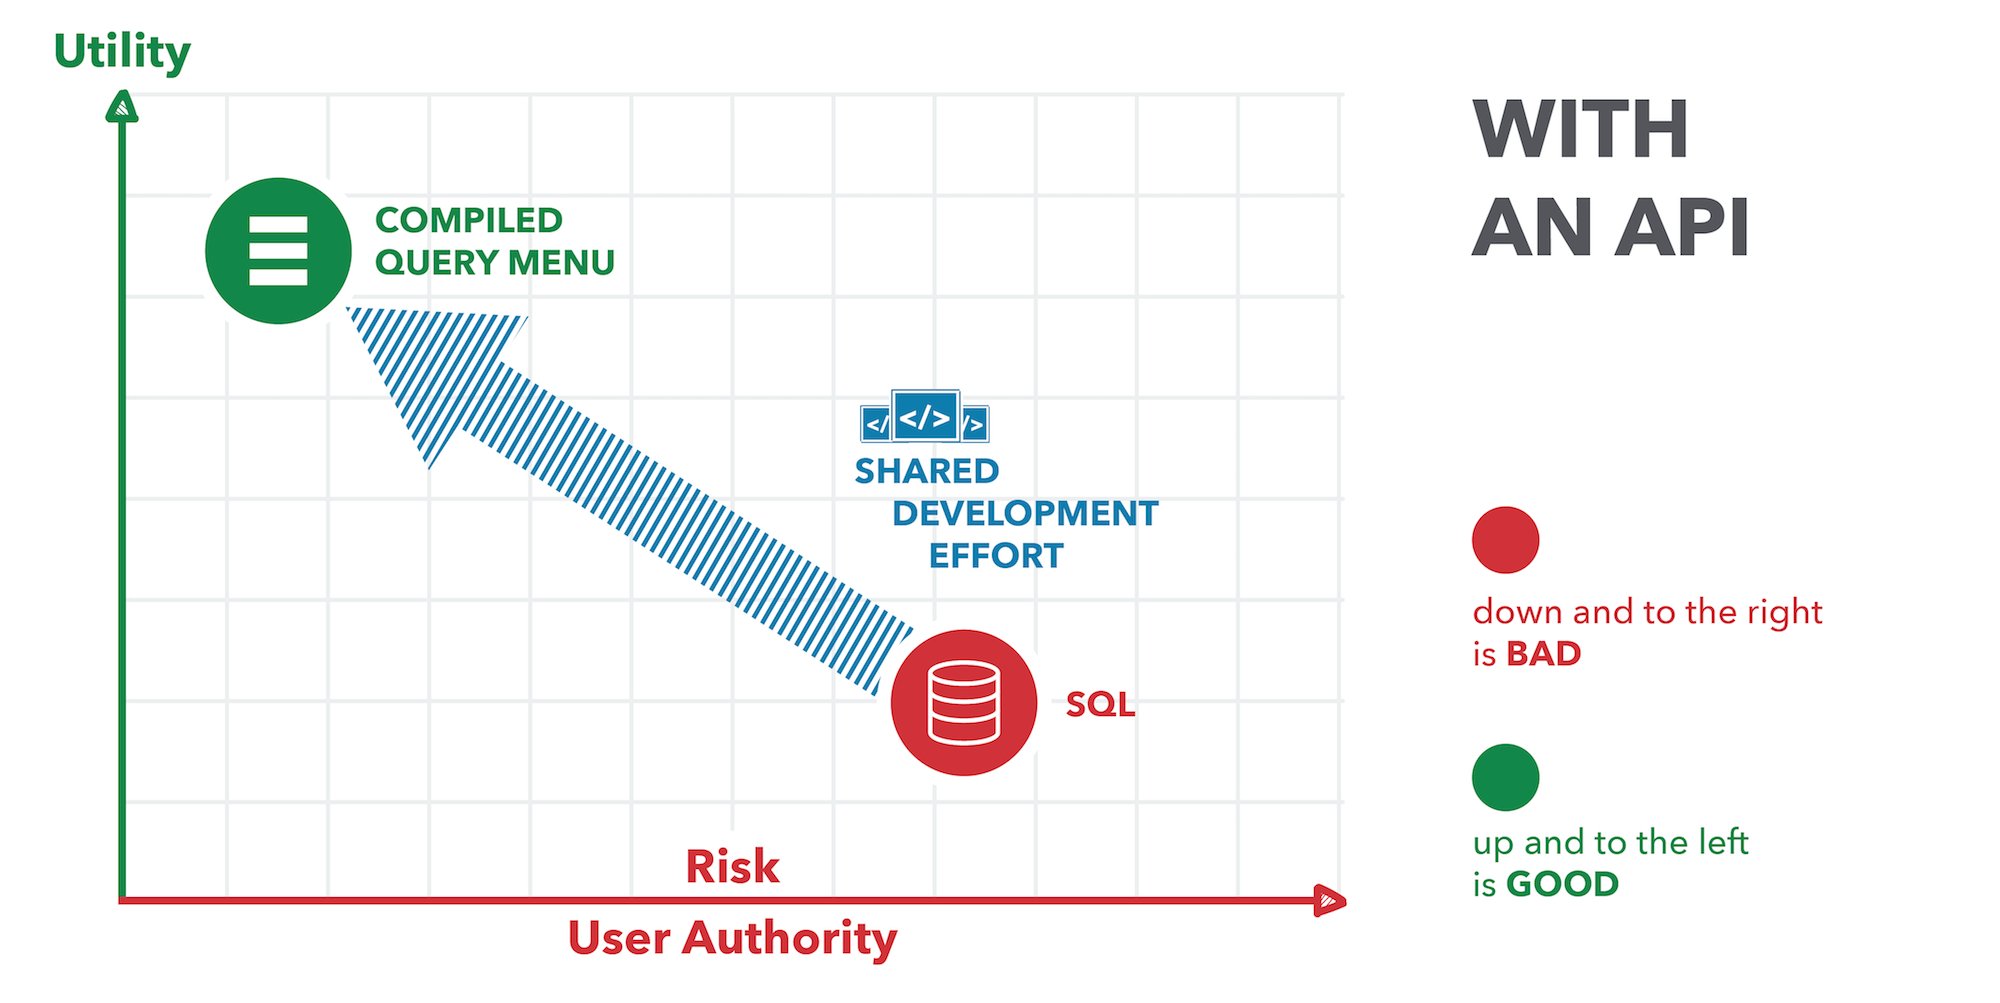 Utility
WITH
AN API
COMPILED
QUERY MENU
</> </> />
SHARED
DEVELOPMENT
EFFORT
SQL
down and to the right
is BAD
up and to the left
is GOOD
Risk
User Authority